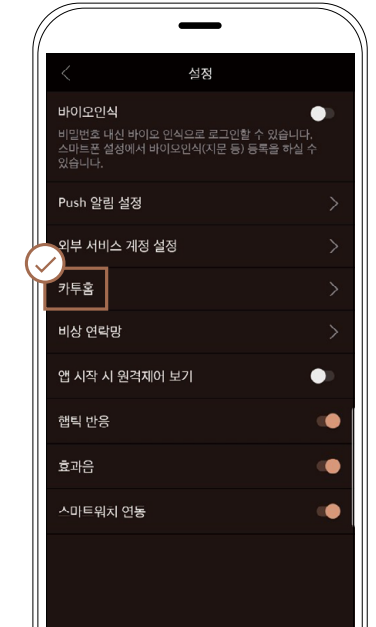 설정
바이오인식
비밀번호 내신 바이오 인식으로 로그인할 수 있습니다.
스마트폰 설정에서 바이오인식(지문 등) 등록을 하실 수
있습니다.
Push 알림 설정
외부 서비스 계정 설정
카투홈
비상 연락망
앱 시작 시 원격제어 보기
햅틱 반응
효과음
스마트워치 연동